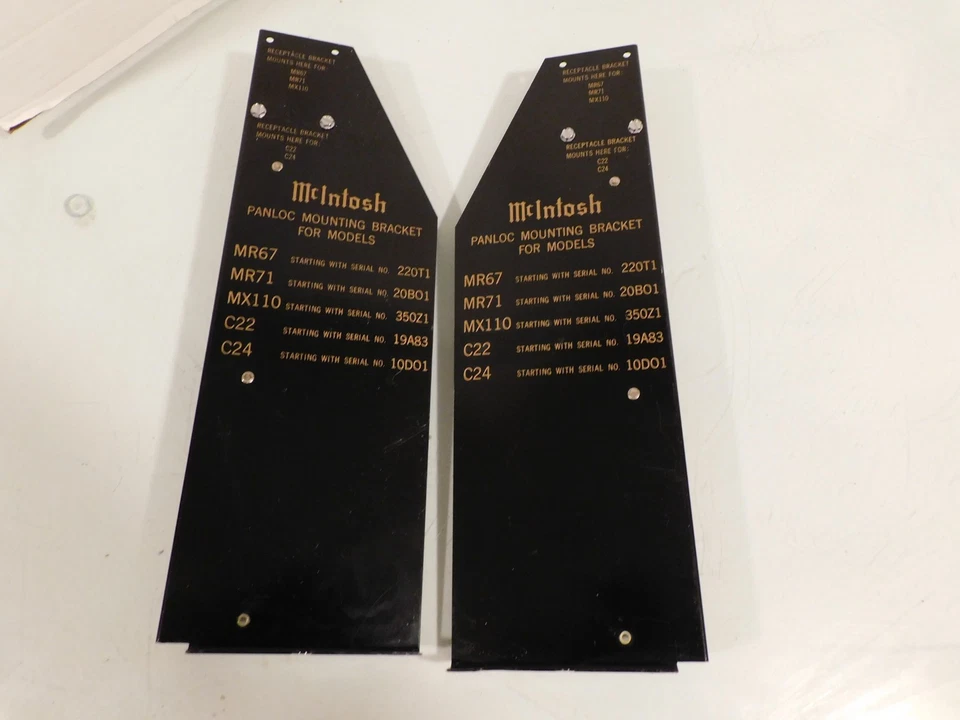 RECEPTACLE BRACKET
MOUNTS HERE FOR:
MR67
MR71
MX110
RECEPTACLE BRACKET
MOUNTS HERE FOR:
C22
C24
McIntosh
PANLOC MOUNTING BRACKET
FOR MODELS
MR67 STARTING WITH SERIAL NO. 220T1
MR71 STARTING WITH SERIAL NO. 20BO1
MX110 STARTING WITH SERIAL NO. 350Z1
C22 STARTING WITH SERIAL NO. 19A83
C24 STARTING WITH SERIAL NO. 10DO1
RECEPTACLE BRACKET
MOUNTS HERE FOR:
MR67
MR71
MX110
RECEPTACLE BRACKET
MOUNTS HERE FOR:
C22
C24
McIntosh
PANLOC MOUNTING BRACKET
FOR MODELS
MR67 STARTING WITH SERIAL NO. 220T1
MR71 STARTING WITH SERIAL NO. 20BO1
MX110 STARTING WITH SERIAL NO. 350Z1
C22 STARTING WITH SERIAL NO. 19A83
C24 STARTING WITH SERIAL NO. 10DO1